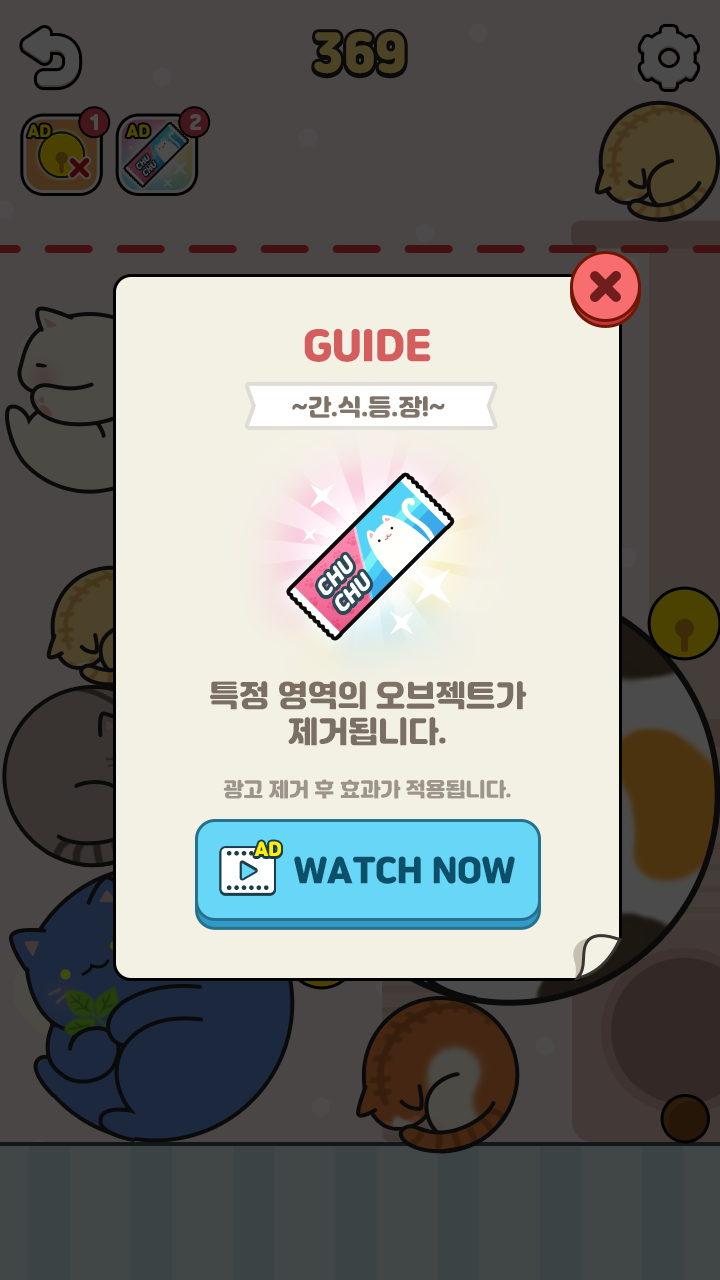 369
AD 1 AD 2
CHU
CHU
GUIDE
~간.식.등.장!~
CHU
CHU
특정 영역의 오브젝트가
제거됩니다.
광고 제거 후 효과가 적용됩니다.
AD
WATCH NOW